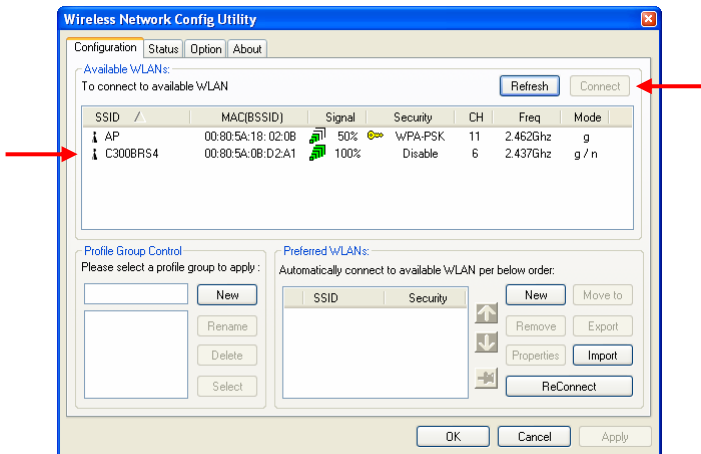 Wireless Network Config Utility
Configuration Status Option About
Available WLANs:
To connect to available WLAN
Refresh Connect
SSID MAC(BSSID) Signal Security CH Freq Mode
AP 00:80:5A:18:02:0B 50% WPA-PSK 11 2.462Ghz g
C300BRS4 00:80:5A:0B:D2:A1 100% Disable 6 2.437Ghz g / n
Profile Group Control
Please select a profile group to apply :
New
Rename
Delete
Select
Preferred WLANs:
Automatically connect to available WLAN per below order:
SSID Security
New Move to
Remove Export
Properties Import
ReConnect
OK Cancel Apply